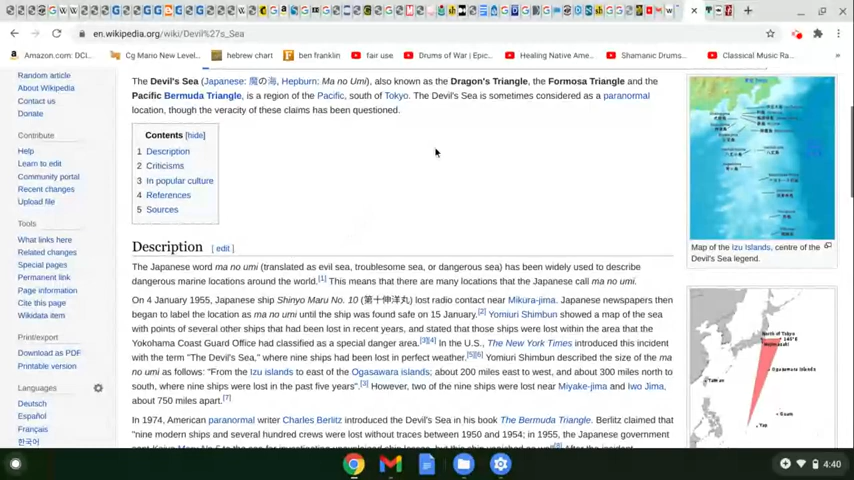 en.wikipedia.org/wiki/Devil%27s_Sea
Amazon.com: DCI...
Cg Mario New Level...
hebrew chart
ben franklin
fair use
Drums of War | Epic...
Healing Native Ame...
Shamanic Drums...
Classical Music Ra...
Random article
About Wikipedia
Contact us
Donate
Contribute
Help
Learn to edit
Community portal
Recent changes
Upload file
Tools
What links here
Related changes
Special pages
Permanent link
Page information
Cite this page
Wikidata item
Print/export
Download as PDF
Printable version
Languages
Deutsch
Español
Français
한국어
The Devil's Sea (Japanese: 魔の海, Hepburn: Ma no Umi), also known as the Dragon's Triangle, the Formosa Triangle and the
Pacific Bermuda Triangle, is a region of the Pacific, south of Tokyo. The Devil's Sea is sometimes considered as a paranormal
location, though the veracity of these claims has been questioned.
Contents [hide]
1 Description
2 Criticisms
3 In popular culture
4 References
5 Sources
Description [ edit ]
The Japanese word ma no umi (translated as evil sea, troublesome sea, or dangerous sea) has been widely used to describe
dangerous marine locations around the world.[1] This means that there are many locations that the Japanese call ma no umi.
On 4 January 1955, Japanese ship Shinyo Maru No. 10 (第十伸洋丸) lost radio contact near Mikura-jima. Japanese newspapers then
began to label the location as ma no umi until the ship was found safe on 15 January.[2] Yomiuri Shimbun showed a map of the sea
with points of several other ships that had been lost in recent years, and stated that those ships were lost within the area that the
Yokohama Coast Guard Office had classified as a special danger area.[3][4] In the U.S., The New York Times introduced this incident
with the term "The Devil's Sea," where nine ships had been lost in perfect weather.[5][6] Yomiuri Shimbun described the size of the ma
no umi as follows: "From the Izu islands to east of the Ogasawara islands; about 200 miles east to west, and about 300 miles north to
south, where nine ships were lost in the past five years".[3] However, two of the nine ships were lost near Miyake-jima and Iwo Jima,
about 750 miles apart.[7]
In 1974, American paranormal writer Charles Berlitz introduced the Devil's Sea in his book The Bermuda Triangle. Berlitz claimed that
"nine modern ships and several hundred crews were lost without traces between 1950 and 1954; in 1955, the Japanese government
Map of the Izu Islands, centre of the
Devil's Sea legend.
North of Tokyo
Ogasawara Islands
Taiwan
Guam
Yap
4:40